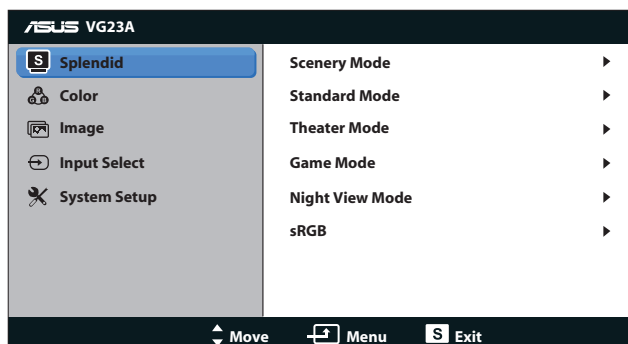 ASUS VG23A
S Splendid
Color
Image
Input Select
System Setup
Scenery Mode
Standard Mode
Theater Mode
Game Mode
Night View Mode
sRGB
Move Menu S Exit